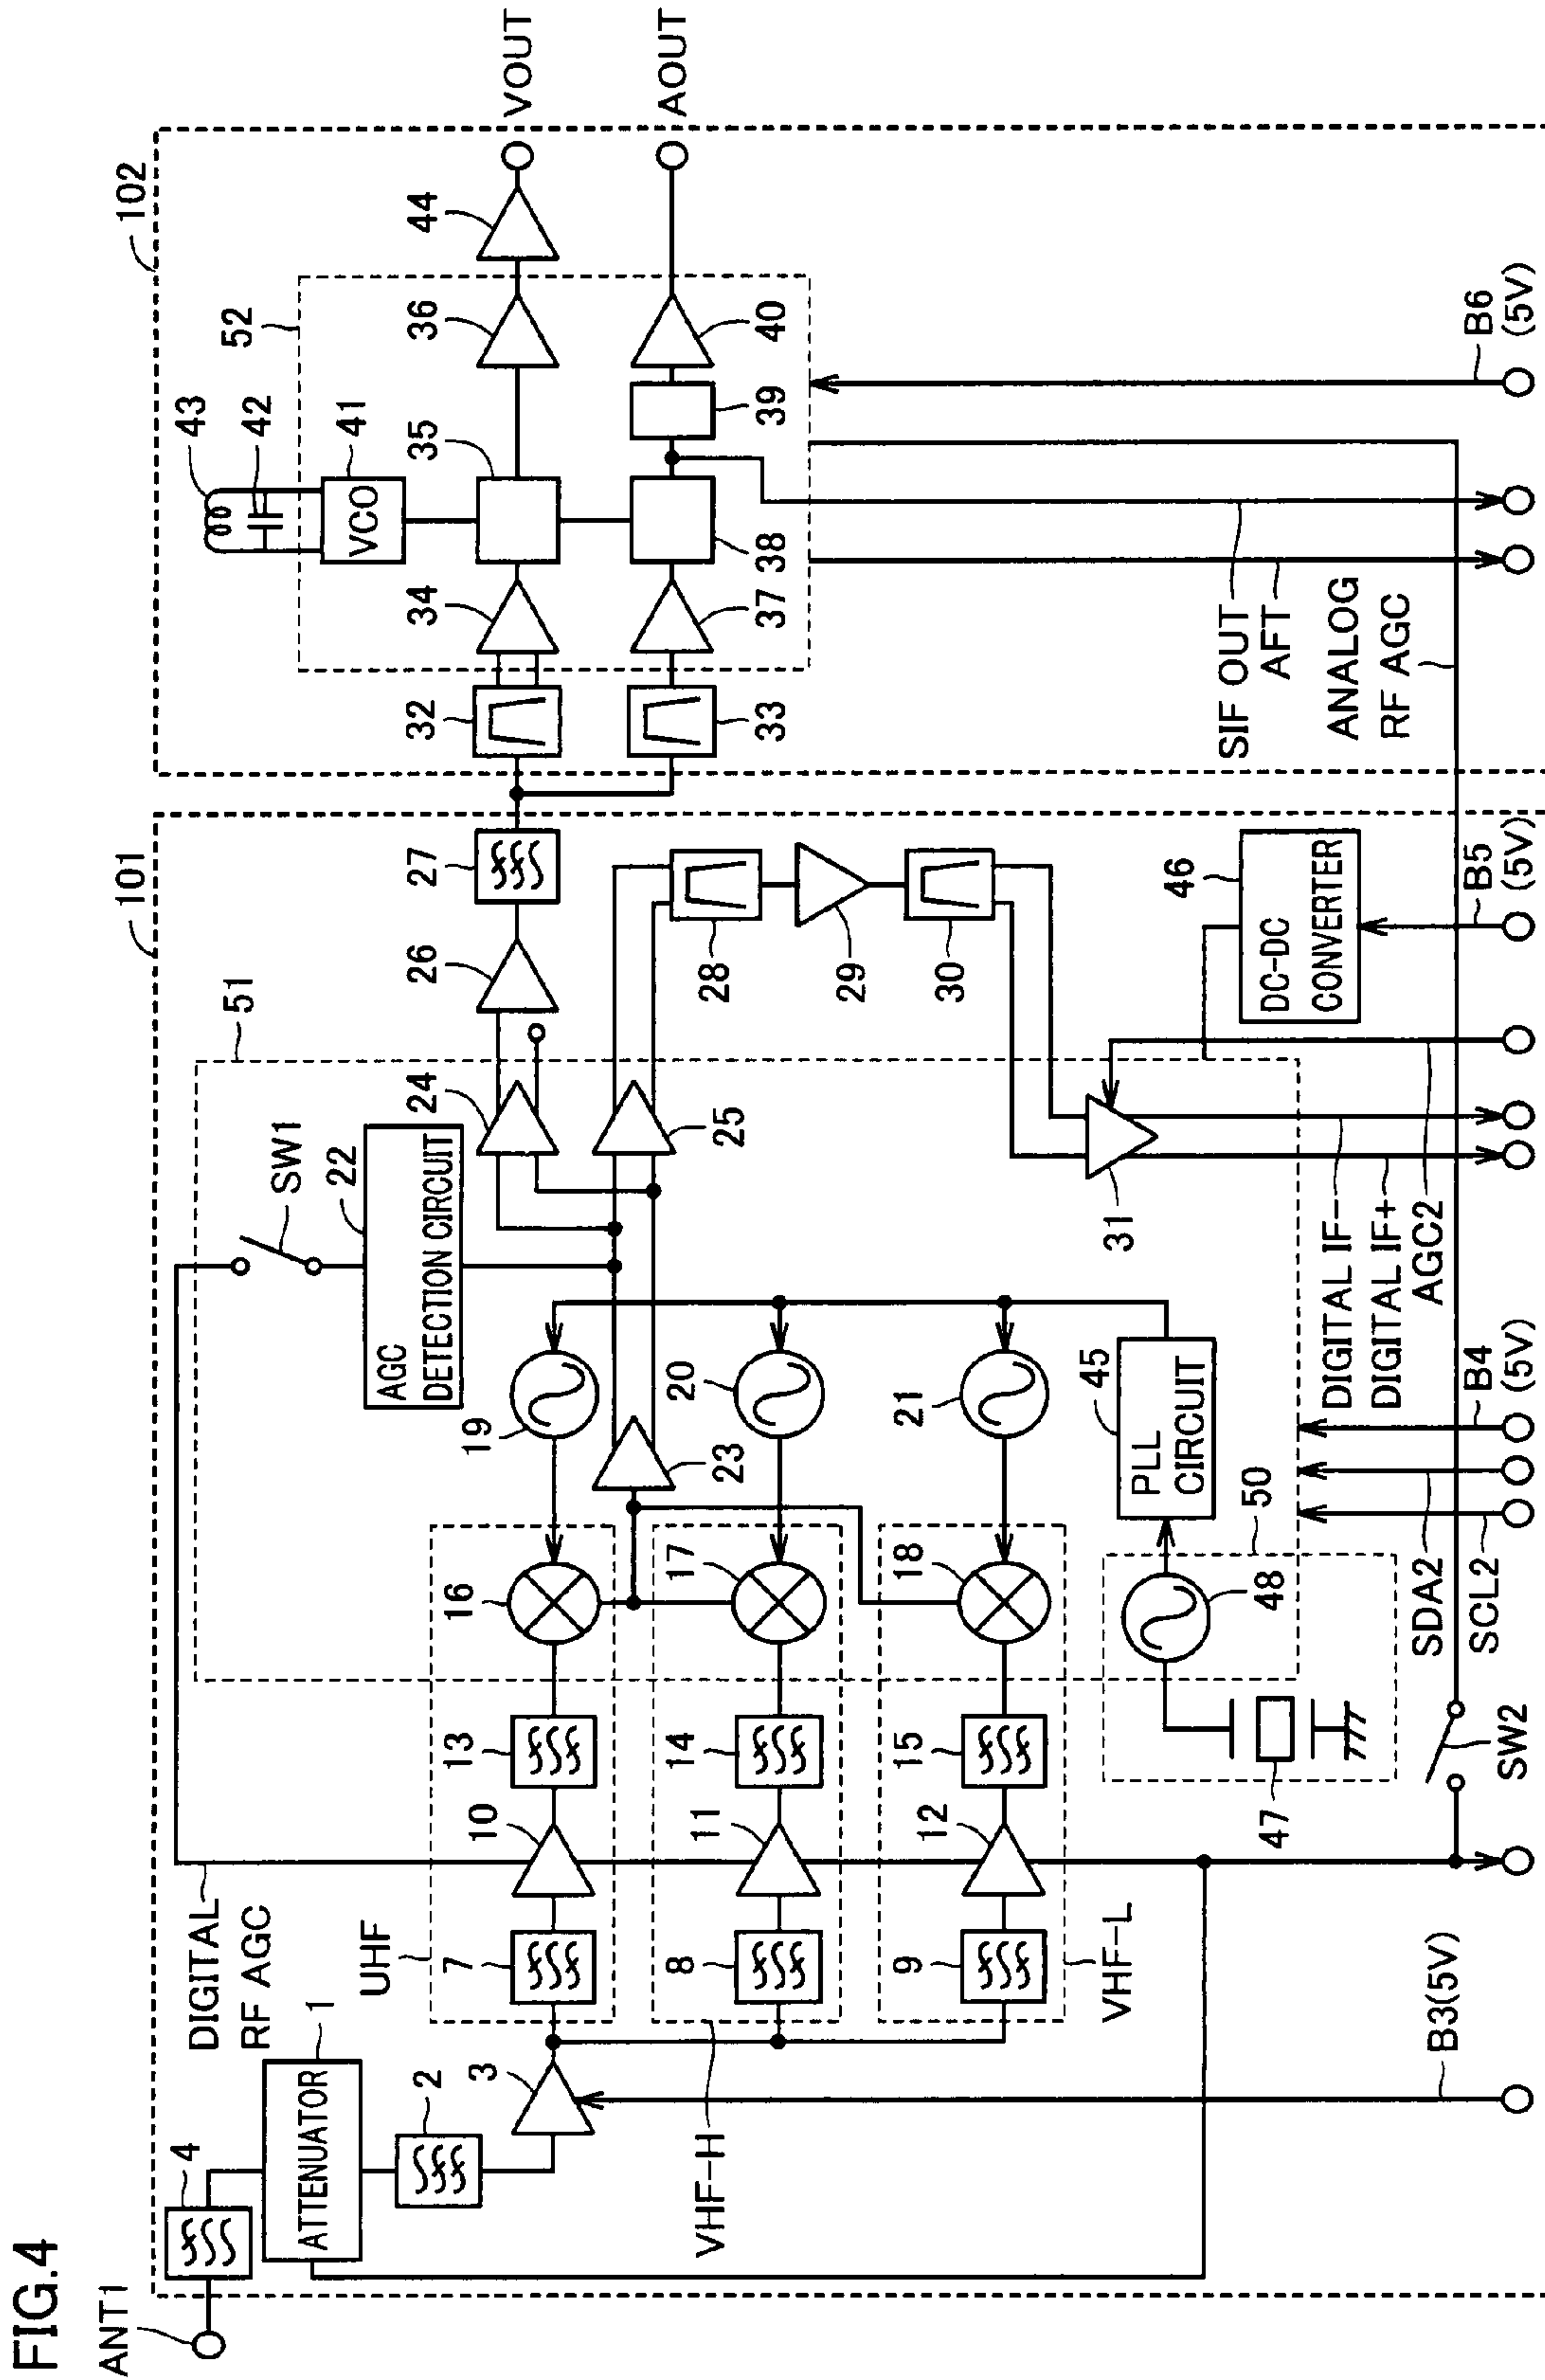 FIG.4
ANT1
4
ATTENUATOR
1
2
3
DIGITAL
RF AGC
UHF
7
10
13
16
19
VHF-H
8
11
14
17
20
VHF-L
9
12
15
18
21
23
AGC
DETECTION CIRCUIT
22
SW1
51
24
25
26
27
101
28
29
30
31
PLL
CIRCUIT
45
47
48
50
DC-DC
CONVERTER
46
B3(5V)
SW2
SCL2
SDA2
B4
(5V)
DIGITAL IF+
DIGITAL IF-
AGC2
B5
(5V)
102
32
33
34
35
36
37
38
39
40
VCO
41
42
43
44
52
VOUT
AOUT
SIF OUT
AFT
ANALOG
RF AGC
B6
(5V)